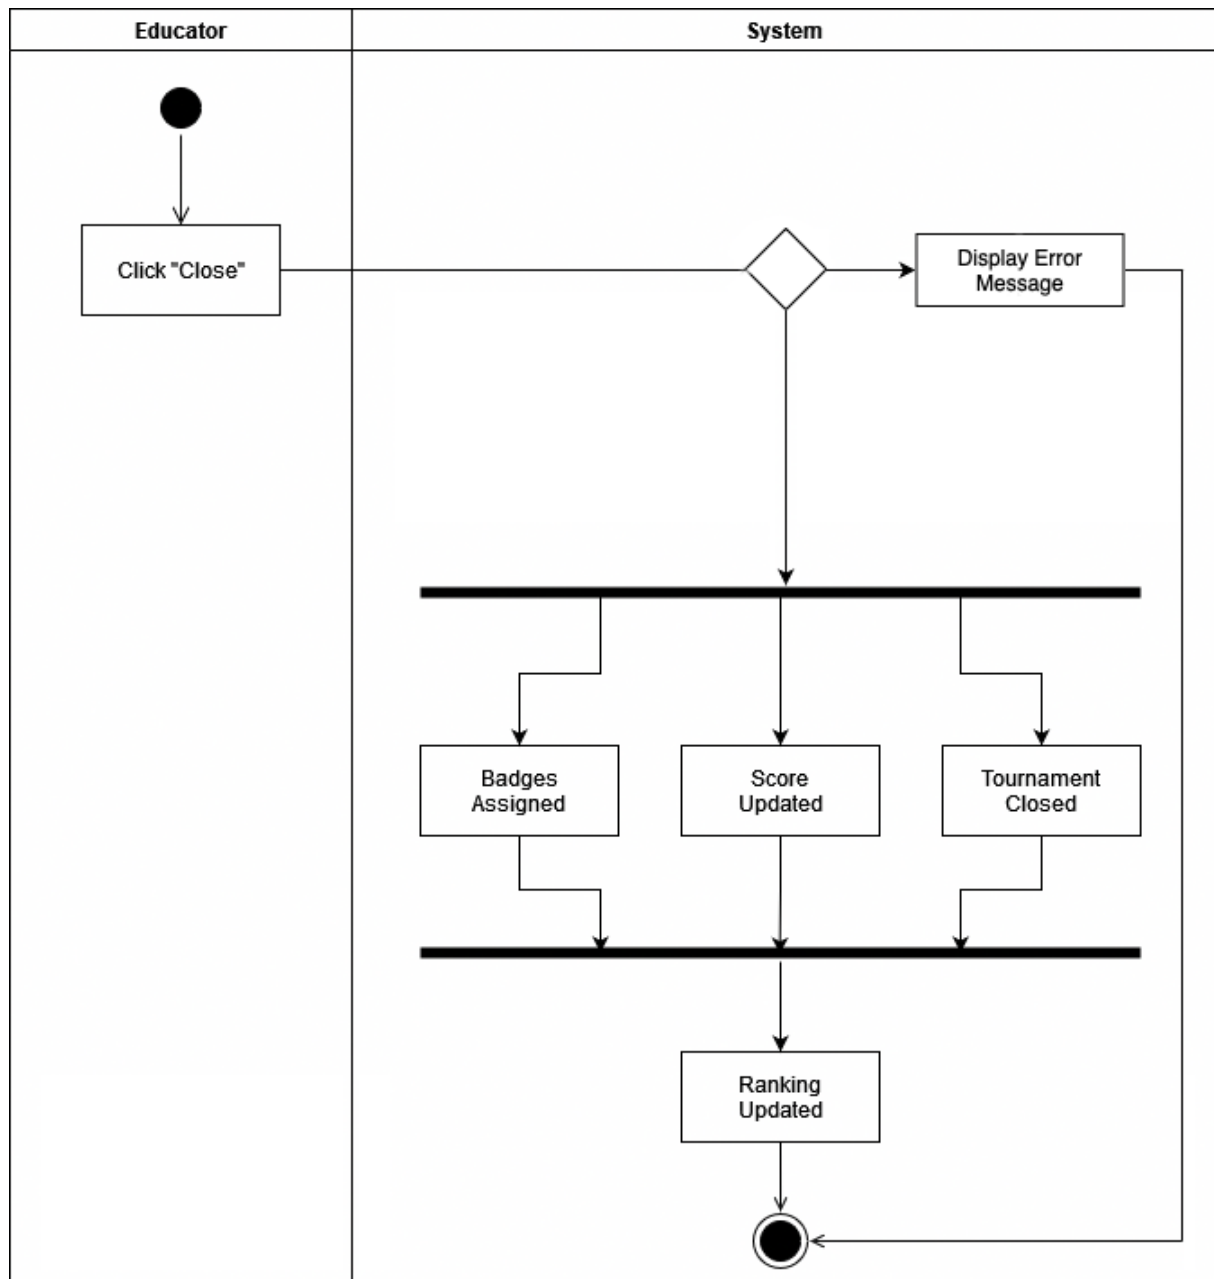 Educator
System
Click "Close"
Display Error
Message
Badges
Assigned
Score
Updated
Tournament
Closed
Ranking
Updated